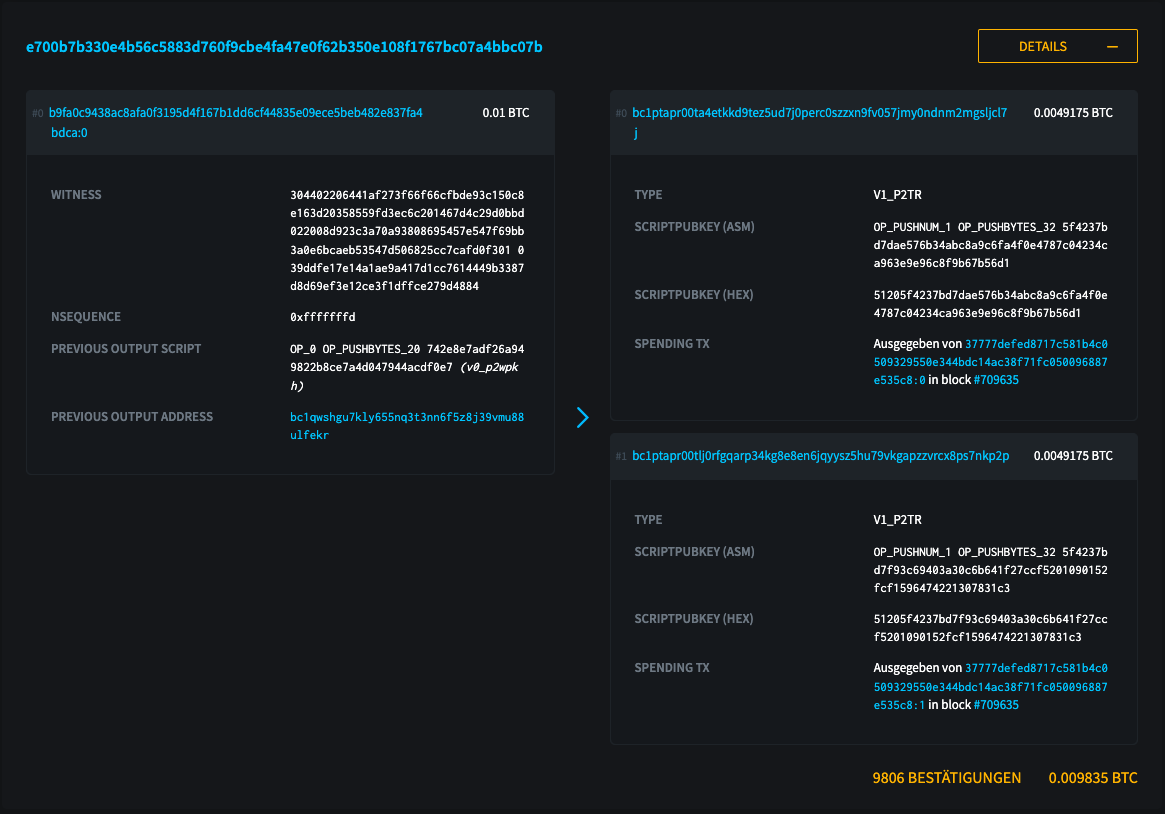 e700b7b330e4b56c5883d760f9cbe4fa47e0f62b350e108f1767bc07a4bbc07b
DETAILS —
#0 b9fa0c9438ac8afa0f3195d4f167b1dd6cf44835e09ece5beb482e837fa4
bdca:0
0.01 BTC
WITNESS
304402206441af273f66f66cfbde93c150c8
e163d20358559fd3ec6c201467d4c29d0bbd
022008d923c3a70a93808695457e547f69bb
3a0e6bcaeb53547d506825cc7cafd0f301 0
39ddfe17e14a1ae9a417d1cc7614449b3387
d8d69ef3e12ce3f1dffce279d4884
NSEQUENCE
0xfffffffd
PREVIOUS OUTPUT SCRIPT
OP_0 OP_PUSHBYTES_20 742e8e7adf26a94
9822b8ce7a4d047944acdf0e7 (v0_p2wpk
h)
PREVIOUS OUTPUT ADDRESS
bc1qwshgu7kly655nq3t3nn6f5z8j39vmu88
ulfekr
#0 bc1ptapr00ta4etkkd9tez5ud7j0perc0szzxn9fv057jmy0ndnm2mgsljcl7
j
0.0049175 BTC
TYPE
V1_P2TR
SCRIPTPUBKEY (ASM)
OP_PUSHNUM_1 OP_PUSHBYTES_32 5f4237b
d7dae576b34abc8a9c6fa4f0e4787c04234c
a963e9e96c8f9b67b56d1
SCRIPTPUBKEY (HEX)
51205f4237bd7dae576b34abc8a9c6fa4f0e
4787c04234ca963e9e96c8f9b67b56d1
SPENDING TX
Ausgegeben von 37777defed8717c581b4c0
509329550e344bdc14ac38f71fc050096887
e535c8:0 in block #709635
#1 bc1ptapr00tlj0rfgqarp34kg8e8en6jqyysz5hu79vkgapzzvrcx8ps7nkp2p
0.0049175 BTC
TYPE
V1_P2TR
SCRIPTPUBKEY (ASM)
OP_PUSHNUM_1 OP_PUSHBYTES_32 5f4237b
d7f93c69403a30c6b641f27ccf5201090152
fcf1596474221307831c3
SCRIPTPUBKEY (HEX)
51205f4237bd7f93c69403a30c6b641f27cc
f5201090152fcf1596474221307831c3
SPENDING TX
Ausgegeben von 37777defed8717c581b4c0
509329550e344bdc14ac38f71fc050096887
e535c8:1 in block #709635
9806 BESTÄTIGUNGEN
0.009835 BTC